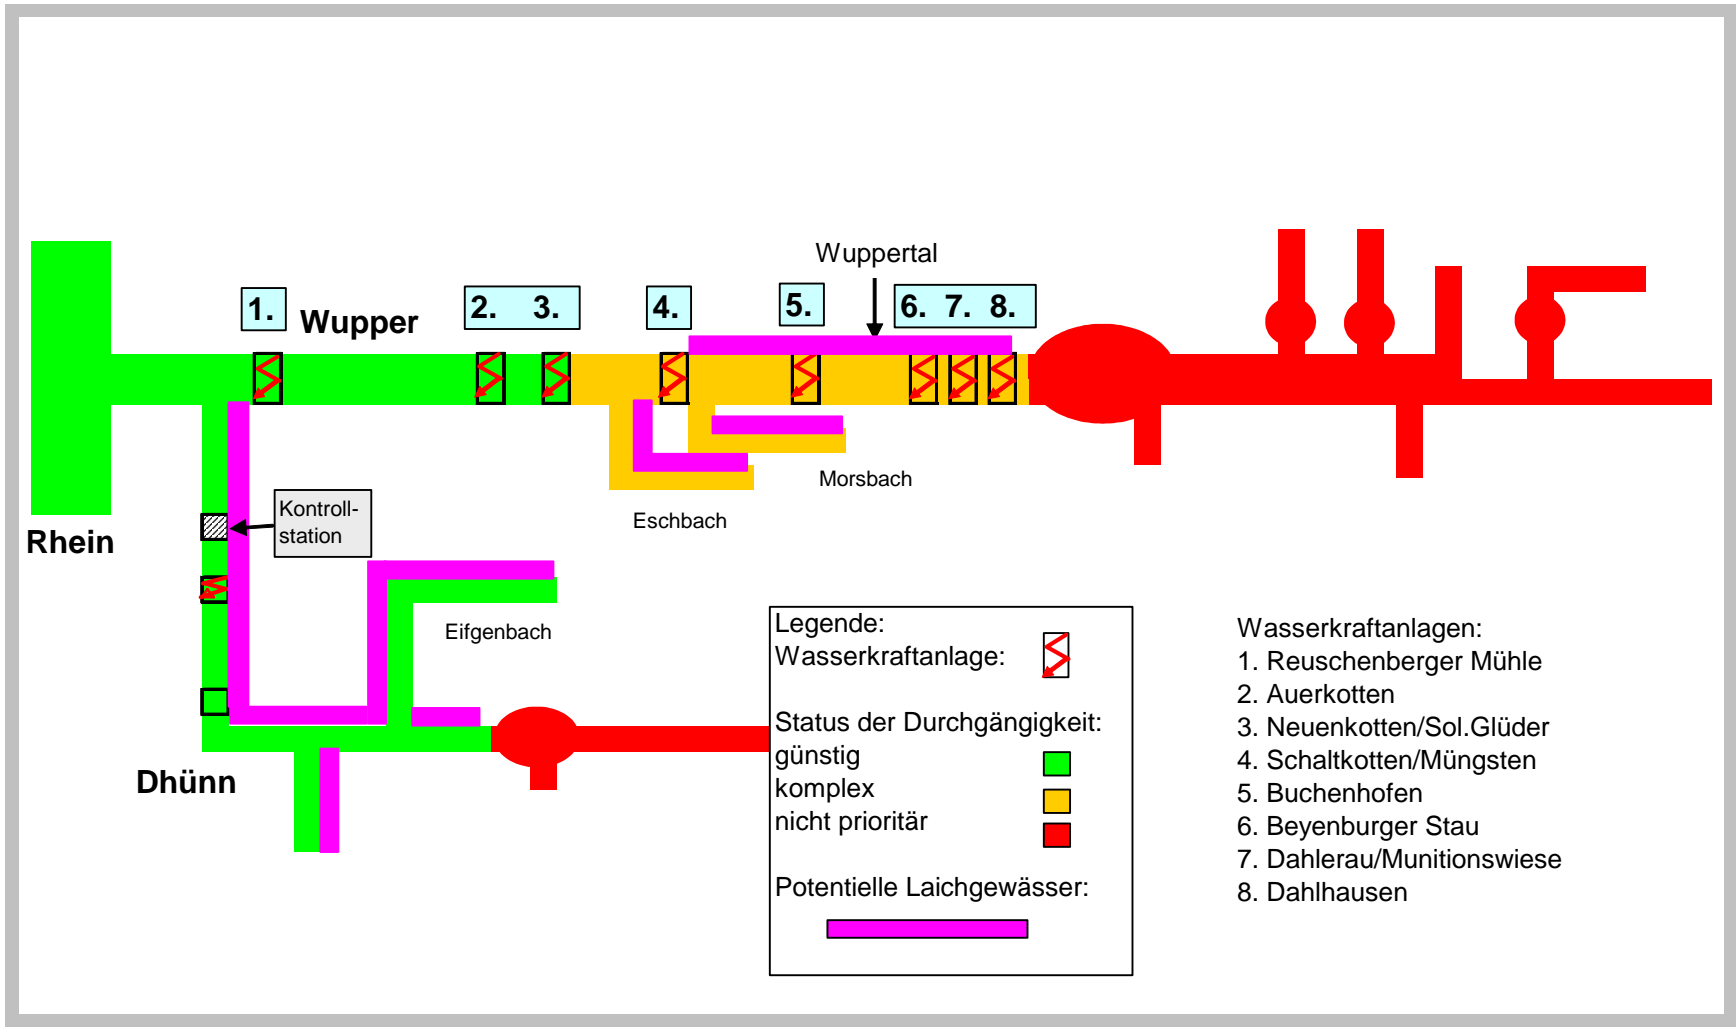 Wuppertal
1.
Wupper
2. 3.
4.
5.
6. 7. 8.
Rhein
Kontroll-
station
Morsbach
Eschbach
Eifgenbach
Dhünn
Legende:
Wasserkraftanlage:
Status der Durchgängigkeit:
günstig
komplex
nicht prioritär
Potentielle Laichgewässer:
Wasserkraftanlagen:
1. Reuschenberger Mühle
2. Auerkotten
3. Neuenkotten/Sol.Glüder
4. Schaltkotten/Müngsten
5. Buchenhofen
6. Beyenburger Stau
7. Dahlerau/Munitionswiese
8. Dahlhausen